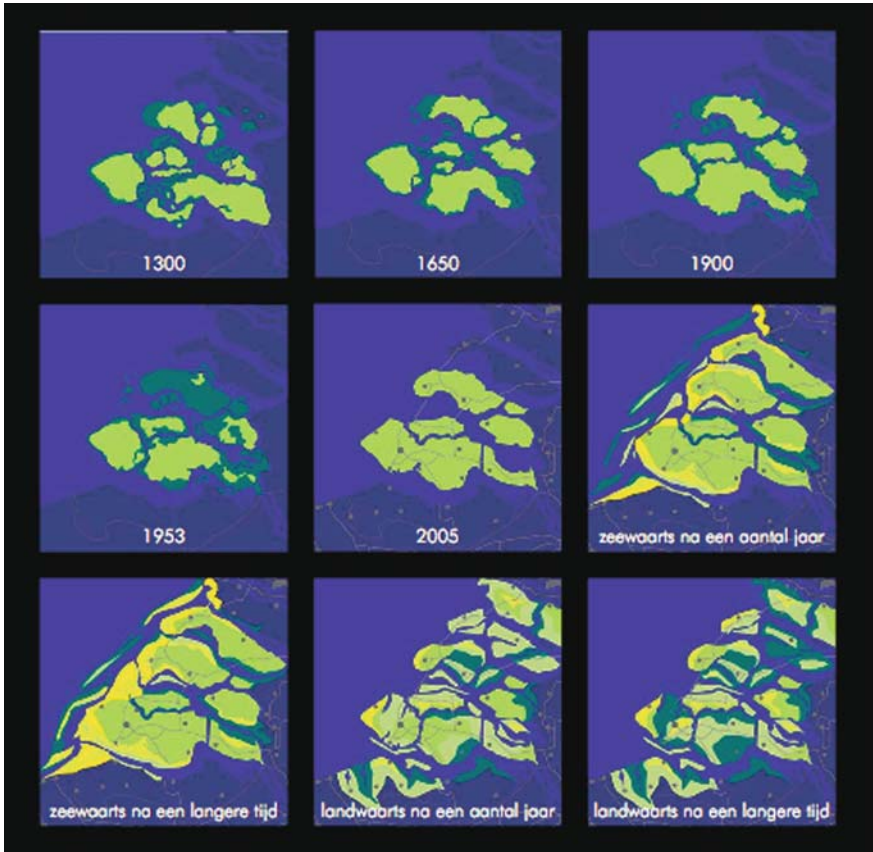 1300
1650
1900
1953
2005
zeewaarts na een aantal jaar
zeewaarts na een langere tijd
landwaarts na een aantal jaar
landwaarts na een langere tijd